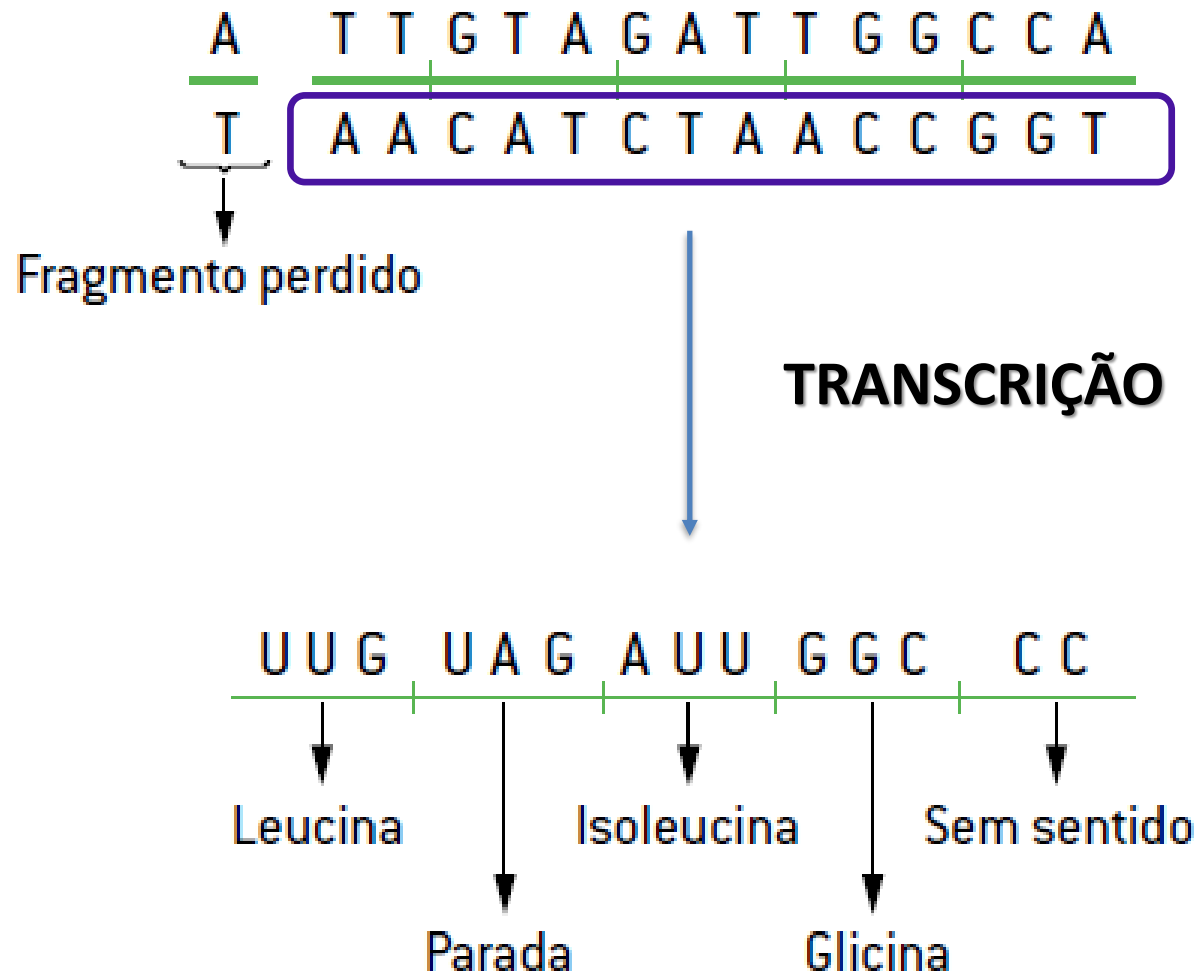 A T T G T A G A T T G G C C A
T A A C A T C T A A C C G G T
Fragmento perdido
TRANSCRIÇÃO
U U G U A G A U U G G C C C
Leucina Isoleucina Sem sentido
Parada Glicina